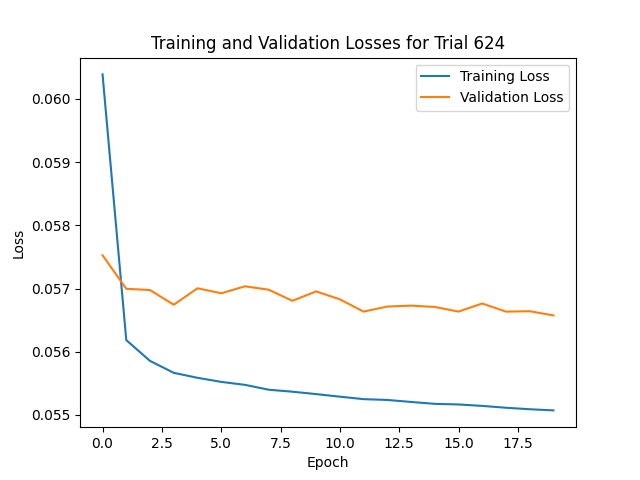 Training and Validation Losses for Trial 624
Training Loss
Validation Loss
0.060
0.059
0.058
0.057
0.056
0.055
Loss
0.0
2.5
5.0
7.5
10.0
12.5
15.0
17.5
Epoch